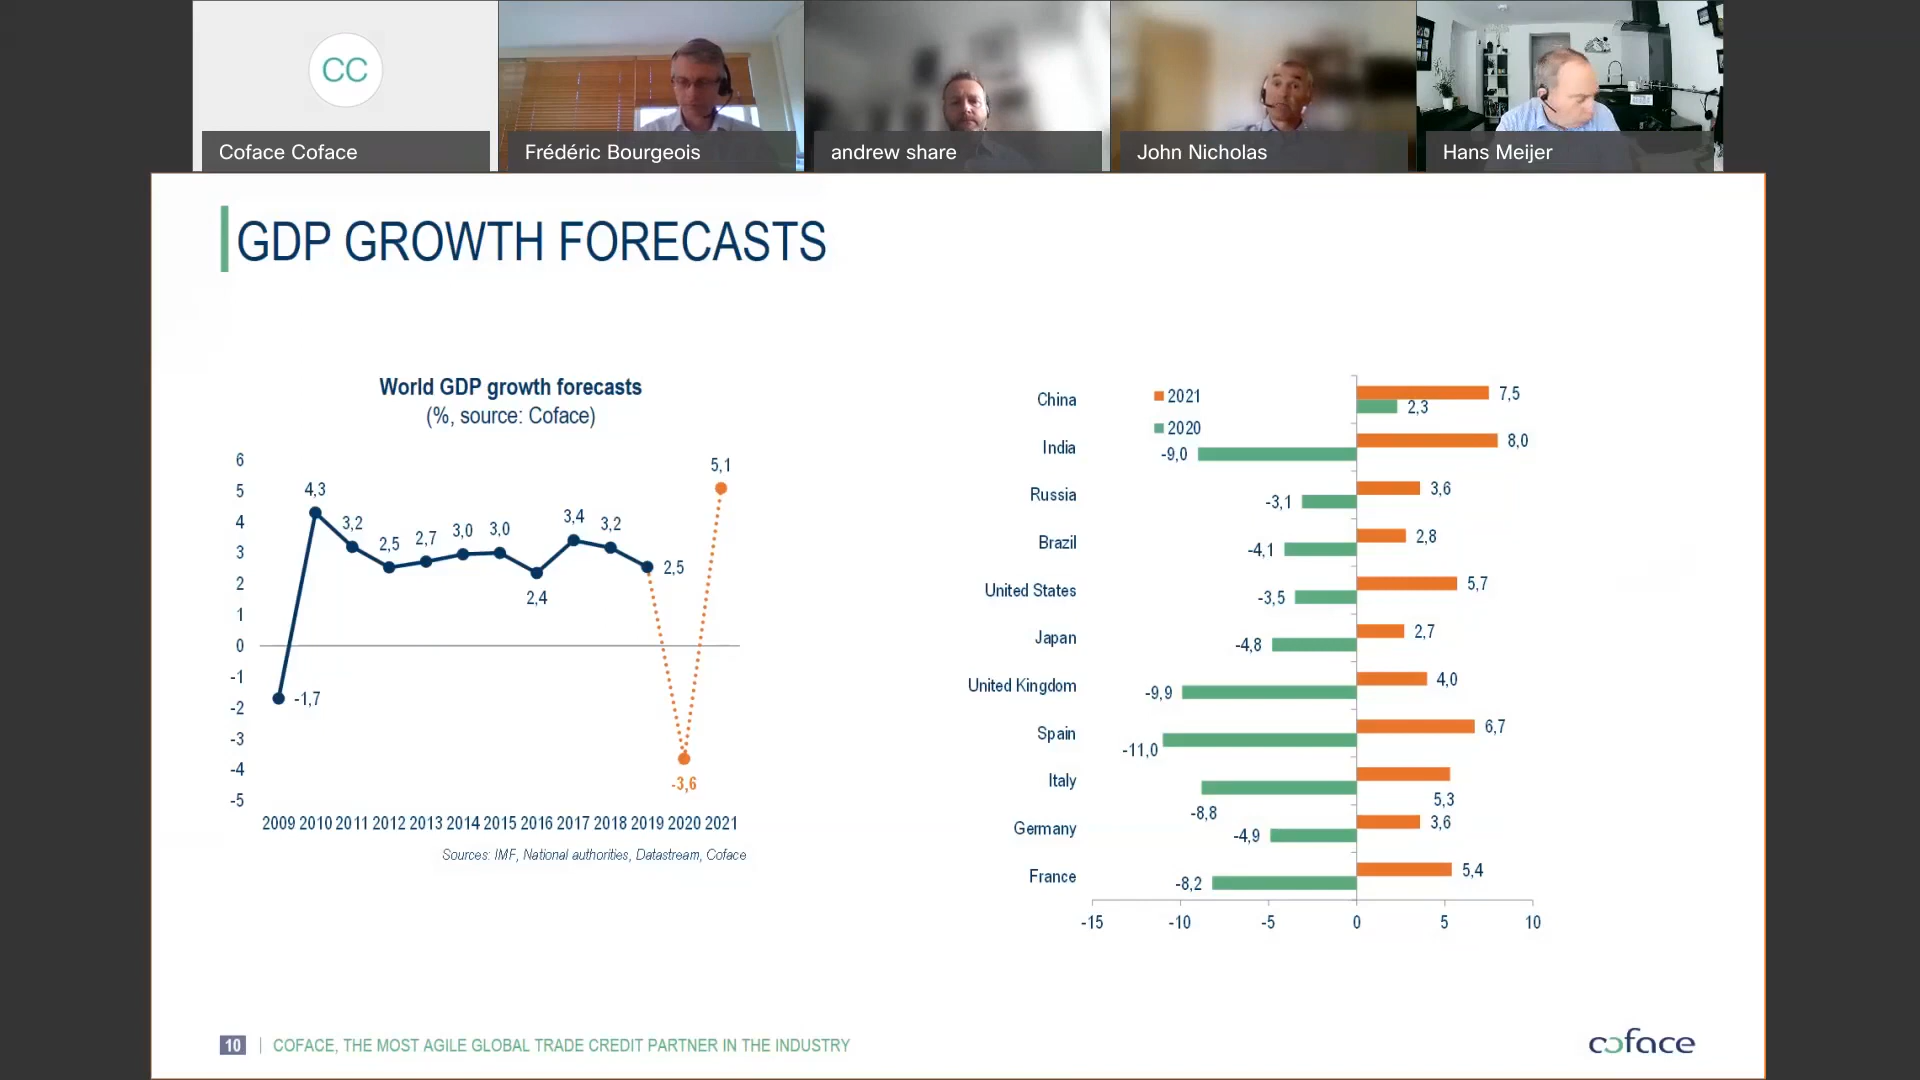 CC
Coface Coface
Frédéric Bourgeois
andrew share
John Nicholas
Hans Meijer
GDP GROWTH FORECASTS
World GDP growth forecasts
(%, source: Coface)
6
5
4
3
2
1
0
-1
-2
-3
-4
-5
-1,7
4,3
3,2
2,5
2,7
3,0
3,0
2,4
3,4
3,2
2,5
-3,6
5,1
2009 2010 2011 2012 2013 2014 2015 2016 2017 2018 2019 2020 2021
Sources: IMF, National authorities, Datastream, Coface
2021
2020
China 7,5
2,3
India 8,0
-9,0
Russia 3,6
-3,1
Brazil 2,8
-4,1
United States 5,7
-3,5
Japan 2,7
-4,8
United Kingdom 4,0
-9,9
Spain 6,7
-11,0
Italy 5,3
-8,8
Germany 3,6
-4,9
France 5,4
-8,2
-15 -10 -5 0 5 10
10 | COFACE, THE MOST AGILE GLOBAL TRADE CREDIT PARTNER IN THE INDUSTRY
coface